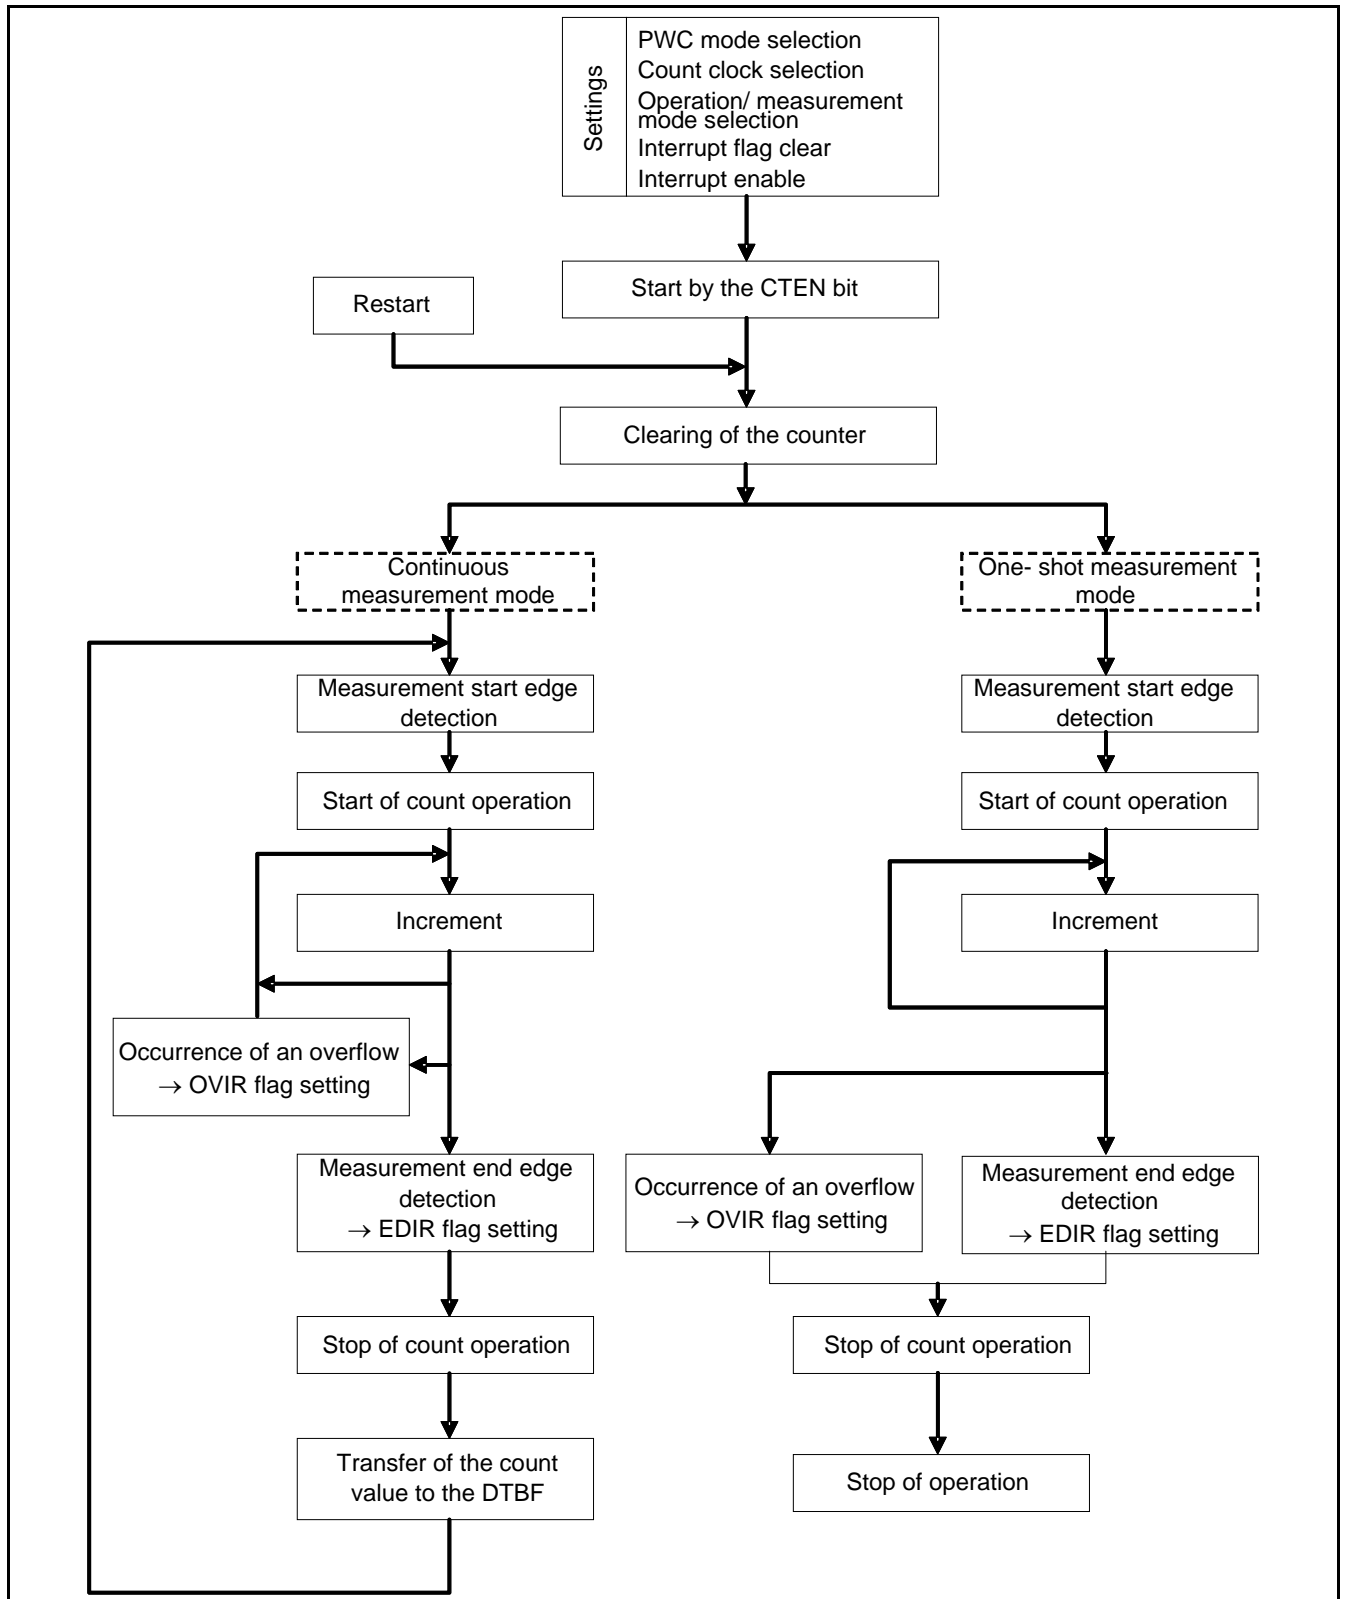 Settings
PWC mode selection
Count clock selection
Operation/ measurement
mode selection
Interrupt flag clear
Interrupt enable
Start by the CTEN bit
Restart
Clearing of the counter
Continuous
measurement mode
One- shot measurement
mode
Measurement start edge
detection
Measurement start edge
detection
Start of count operation
Start of count operation
Increment
Increment
Occurrence of an overflow
→ OVIR flag setting
Measurement end edge
detection
→ EDIR flag setting
Occurrence of an overflow
→ OVIR flag setting
Measurement end edge
detection
→ EDIR flag setting
Stop of count operation
Stop of count operation
Transfer of the count
value to the DTBF
Stop of operation